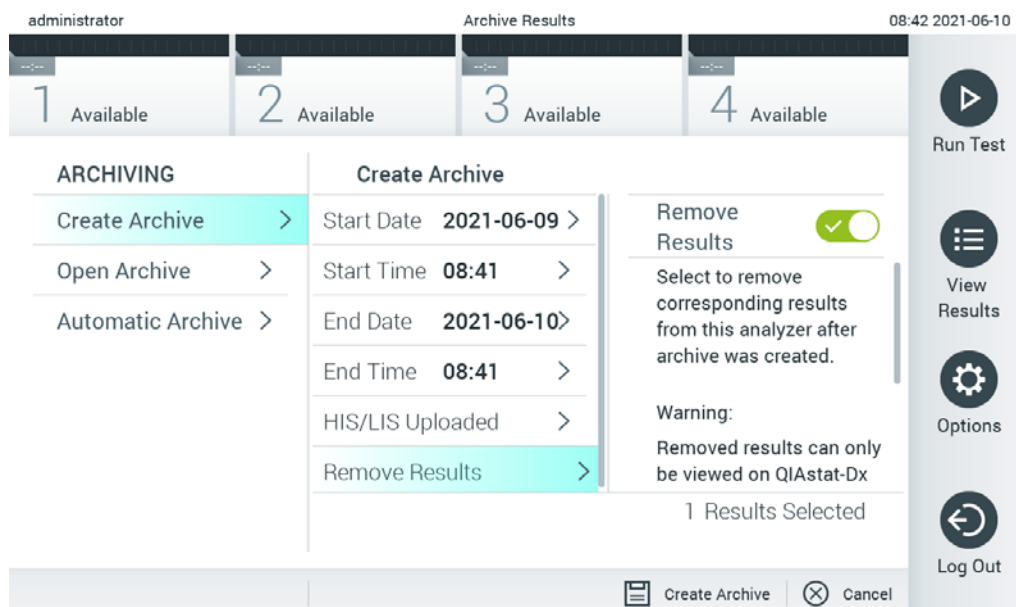 administrator Archive Results 08:42 2021-06-10
--:-- --:-- --:-- --:--
1 Available 2 Available 3 Available 4 Available
Run Test
ARCHIVING
Create Archive
Open Archive
Automatic Archive
Create Archive
Start Date 2021-06-09
Start Time 08:41
End Date 2021-06-10
End Time 08:41
HIS/LIS Uploaded
Remove Results
Remove
Results
Select to remove
corresponding results
from this analyzer after
archive was created.
Warning:
Removed results can only
be viewed on QIAstat-Dx
1 Results Selected
View
Results
Options
Log Out
Create Archive Cancel